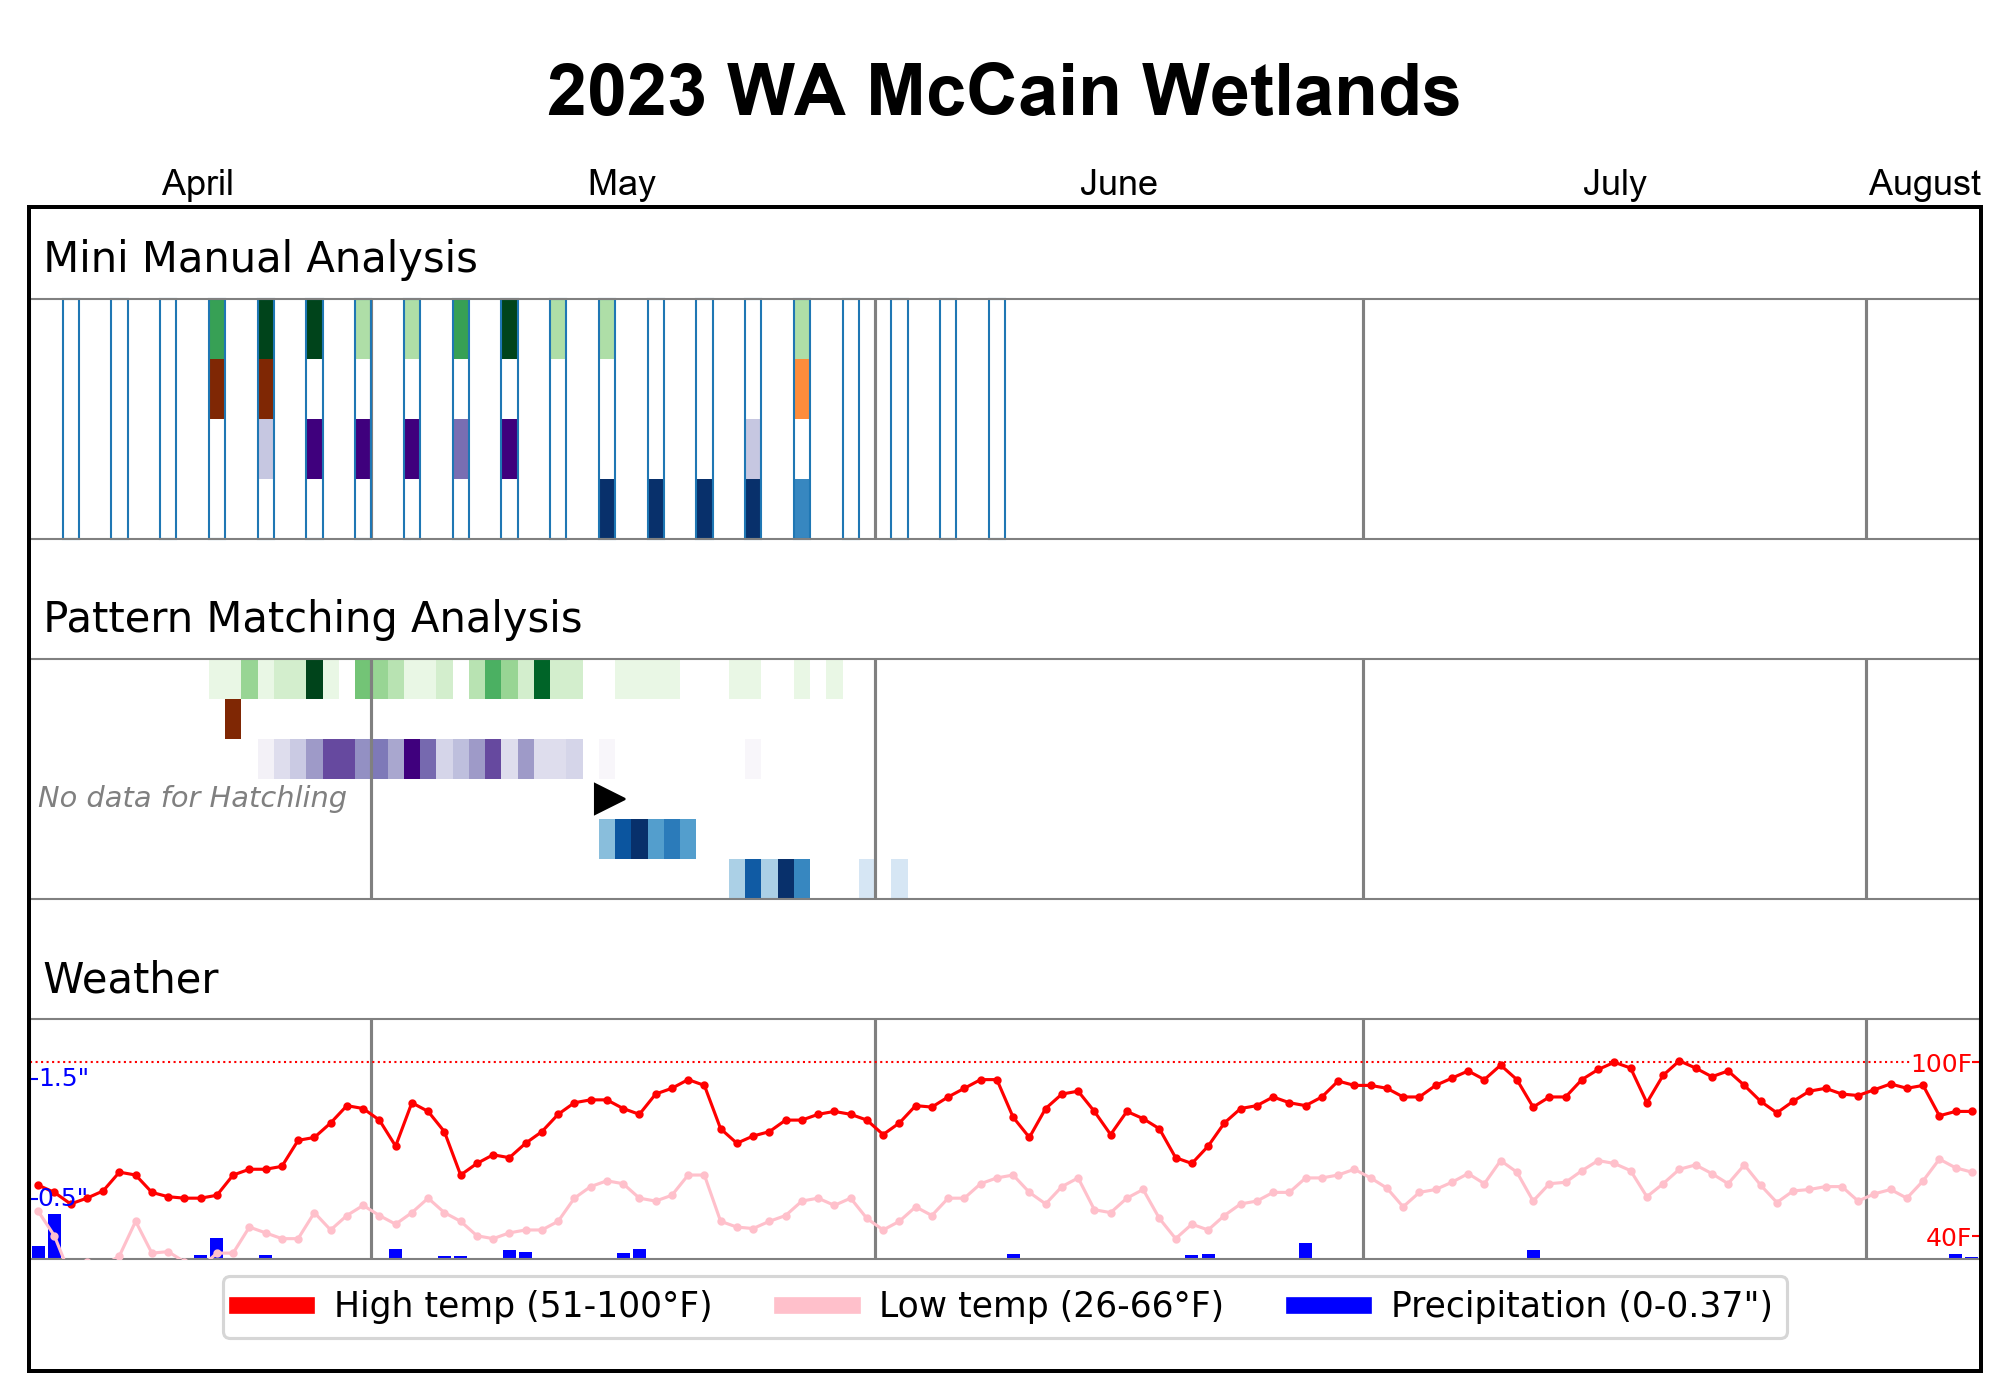 2023 WA McCain Wetlands
April May June July August
Mini Manual Analysis
Pattern Matching Analysis
No data for Hatchling
Weather
1.5" 100F
0.5"
40F
High temp (51-100°F) Low temp (26-66°F) Precipitation (0-0.37")